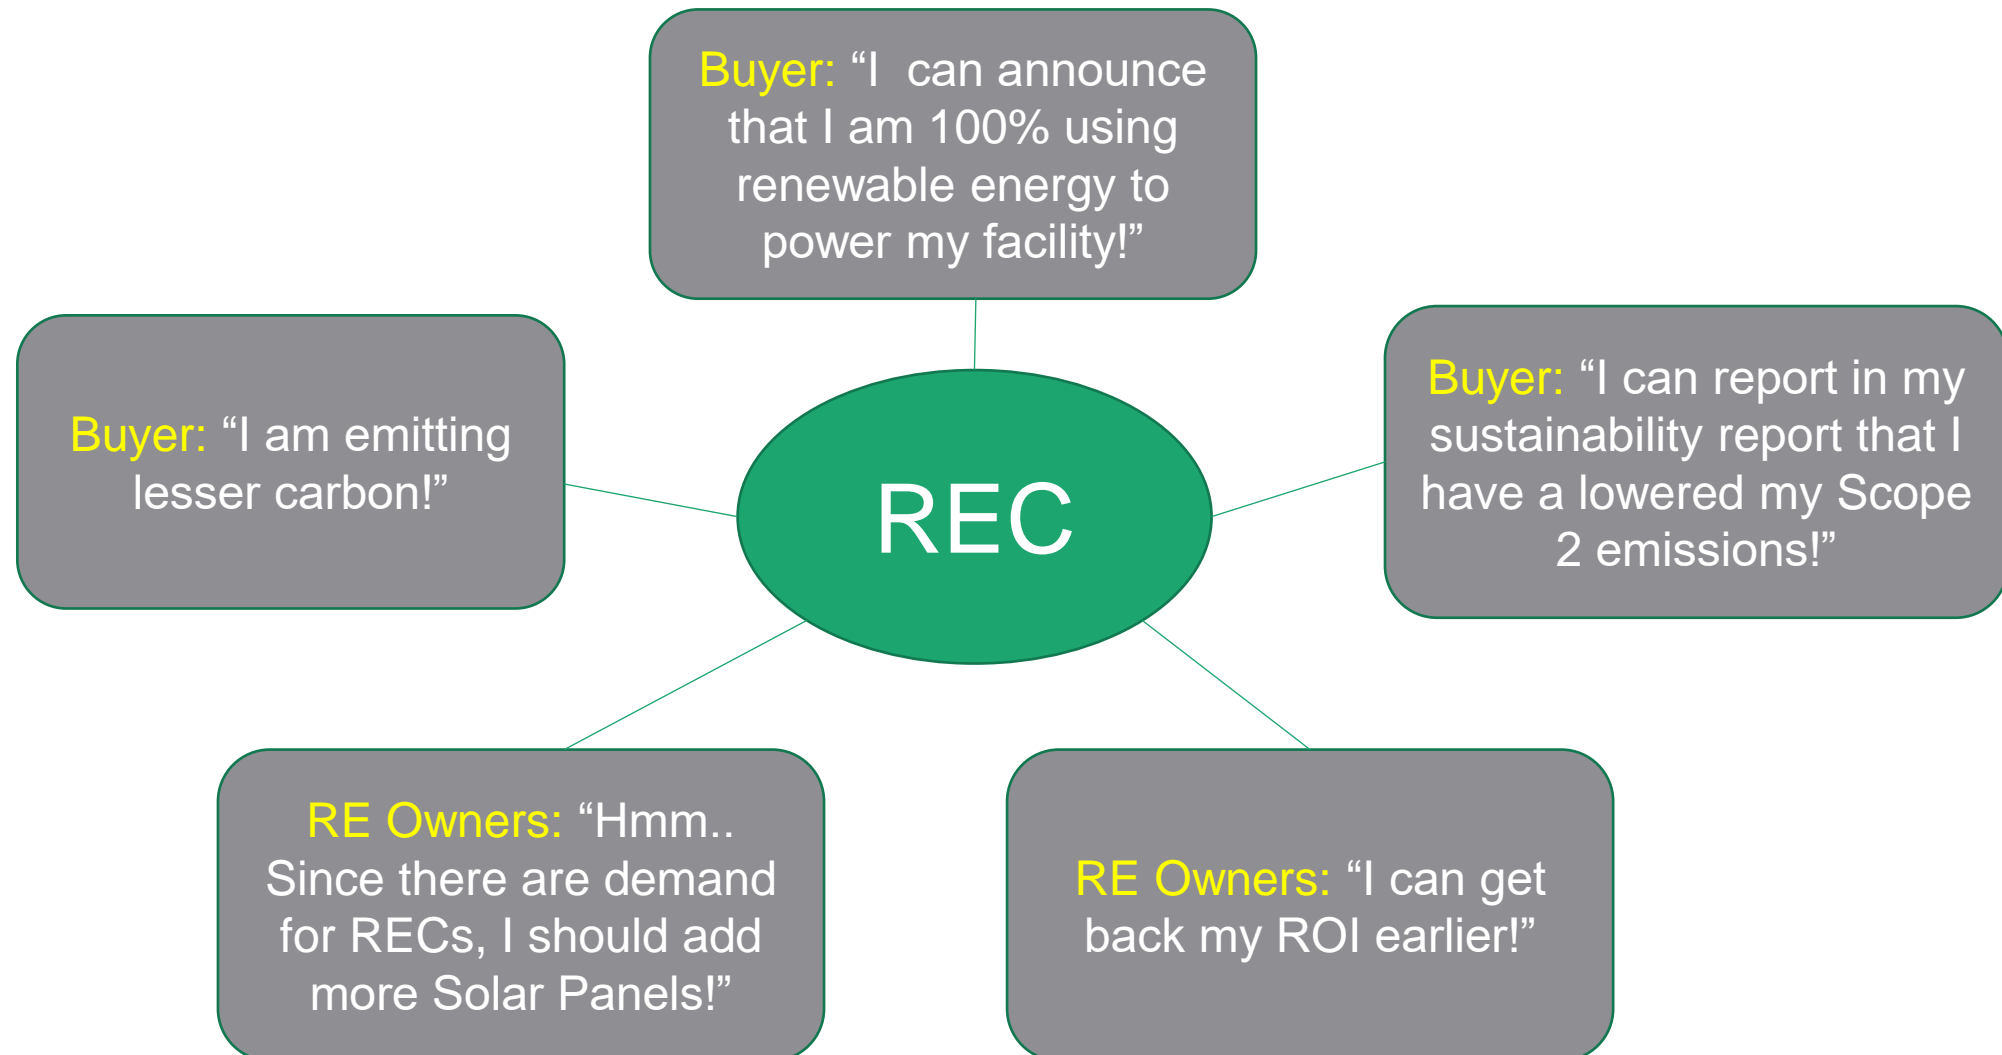 Buyer: “I  can announce
that I am 100% using
renewable energy to
power my facility!”
Buyer: “I am emitting
lesser carbon!”
REC
Buyer: “I can report in my
sustainability report that I
have a lowered my Scope
2 emissions!”
RE Owners: “Hmm..
Since there are demand
for RECs, I should add
more Solar Panels!”
RE Owners: “I can get
back my ROI earlier!”